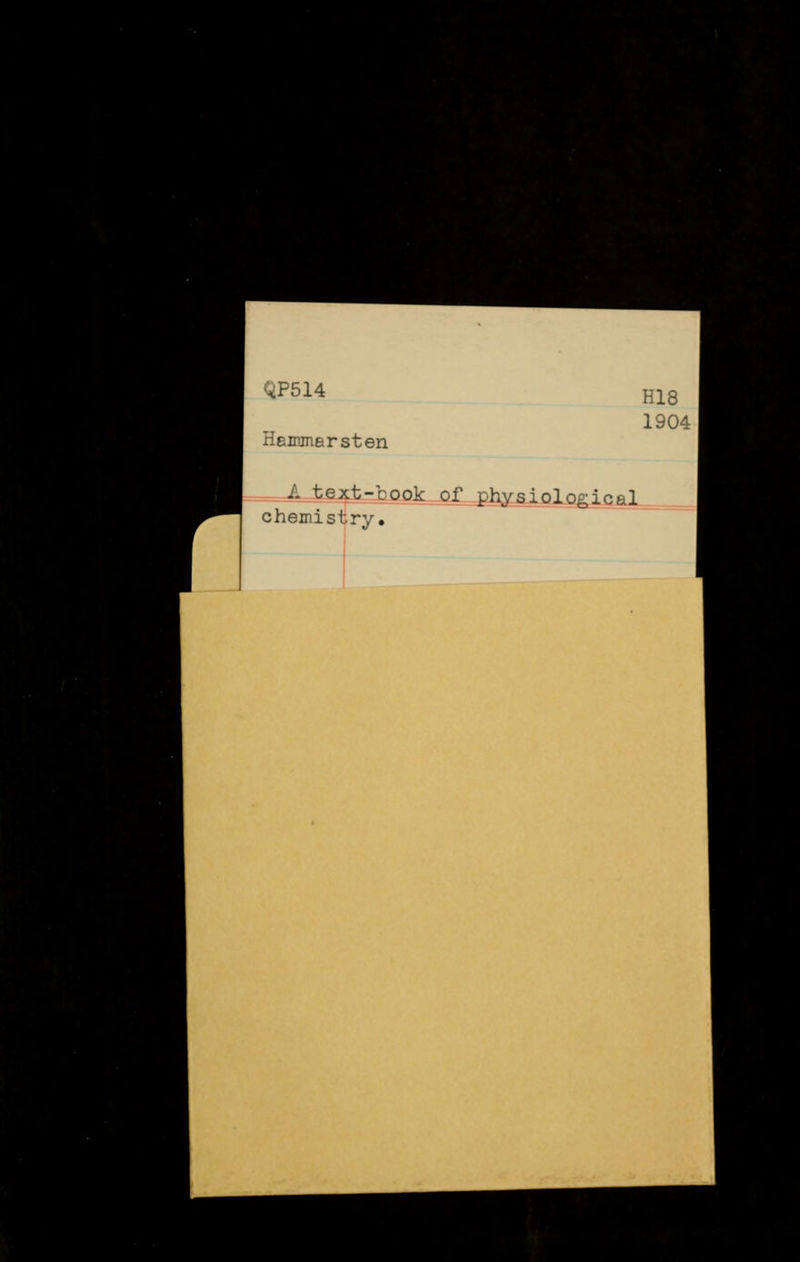 QP514 H18
1904
Hammarsten
A text-book of physiological
chemistry.